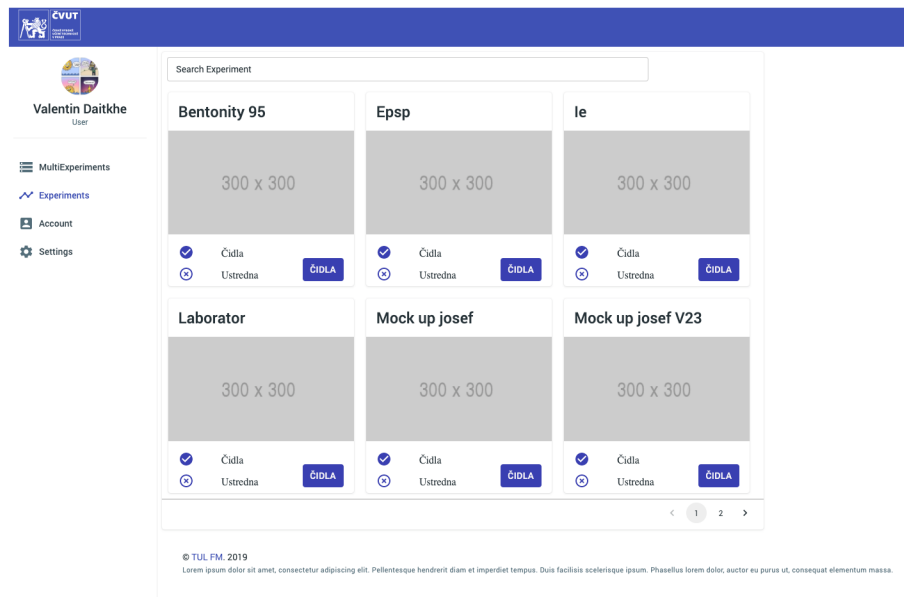 ČVUT
Valentin Daitkhe
User
MultiExperiments
Experiments
Account
Settings
Search Experiment
Bentonity 95
Epsp
Ie
300 x 300
300 x 300
300 x 300
Čidla
Ustredna
ČIDLA
Čidla
Ustredna
ČIDLA
Čidla
Ustredna
ČIDLA
Laborator
Mock up josef
Mock up josef V23
300 x 300
300 x 300
300 x 300
Čidla
Ustredna
ČIDLA
Čidla
Ustredna
ČIDLA
Čidla
Ustredna
ČIDLA
1 2
© TUL FM. 2019
Lorem ipsum dolor sit amet, consectetur adipiscing elit. Pellentesque hendrerit diam et imperdiet tempus. Duis facilisis scelerisque ipsum. Phasellus lorem dolor, auctor eu purus ut, consequat elementum massa.